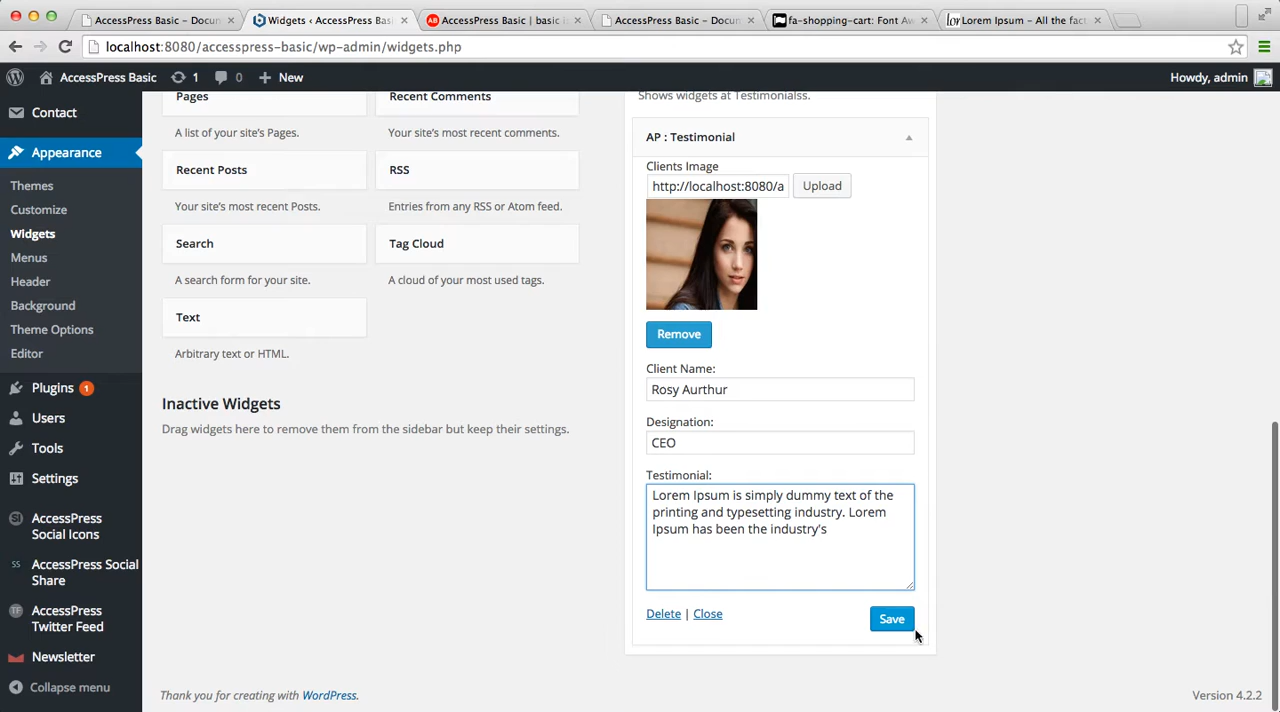 AccessPress Basic – Docum
Widgets ‹ AccessPress Basi
AccessPress Basic | basic i
AccessPress Basic – Docum
fa-shopping-cart: Font Aw
Lorem Ipsum - All the fact
localhost:8080/accesspress-basic/wp-admin/widgets.php
AccessPress Basic 1 0 New Howdy, admin
Contact
Appearance
Themes
Customize
Widgets
Menus
Header
Background
Theme Options
Editor
Plugins 1
Users
Tools
Settings
AccessPress
Social Icons
AccessPress Social
Share
AccessPress
Twitter Feed
Newsletter
Collapse menu
Pages
A list of your site's Pages.
Recent Comments
Your site's most recent comments.
Recent Posts
Your site's most recent Posts.
RSS
Entries from any RSS or Atom feed.
Search
A search form for your site.
Tag Cloud
A cloud of your most used tags.
Text
Arbitrary text or HTML.
Inactive Widgets
Drag widgets here to remove them from the sidebar but keep their settings.
Shows widgets at Testimonialss.
AP : Testimonial
Clients Image
http://localhost:8080/a Upload
Remove
Client Name:
Rosy Aurthur
Designation:
CEO
Testimonial:
Lorem Ipsum is simply dummy text of the
printing and typesetting industry. Lorem
Ipsum has been the industry's
Delete | Close
Save
Thank you for creating with WordPress.
Version 4.2.2